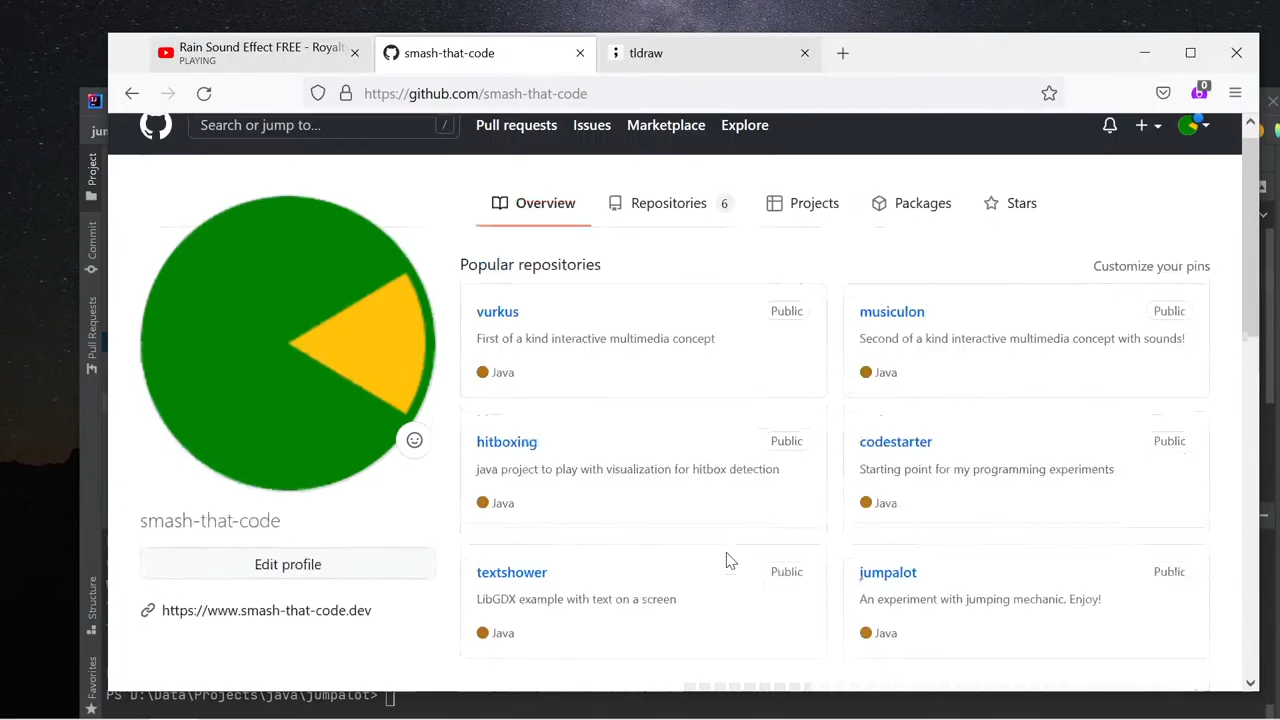 Rain Sound Effect FREE - Royalty
PLAYING
smash-that-code
tldraw
https://github.com/smash-that-code
0
Search or jump to...
/
Pull requests
Issues
Marketplace
Explore
Project
Commit
Pull Requests
Structure
Favorites
Overview
Repositories 6
Projects
Packages
Stars
Popular repositories
Customize your pins
vurkus
Public
First of a kind interactive multimedia concept
Java
musiculon
Public
Second of a kind interactive multimedia concept with sounds!
Java
hitboxing
Public
java project to play with visualization for hitbox detection
Java
codestarter
Public
Starting point for my programming experiments
Java
textshower
Public
LibGDX example with text on a screen
Java
jumpalot
Public
An experiment with jumping mechanic. Enjoy!
Java
smash-that-code
Edit profile
https://www.smash-that-code.dev
PS D:\Data\Projects\java\jumpalot>